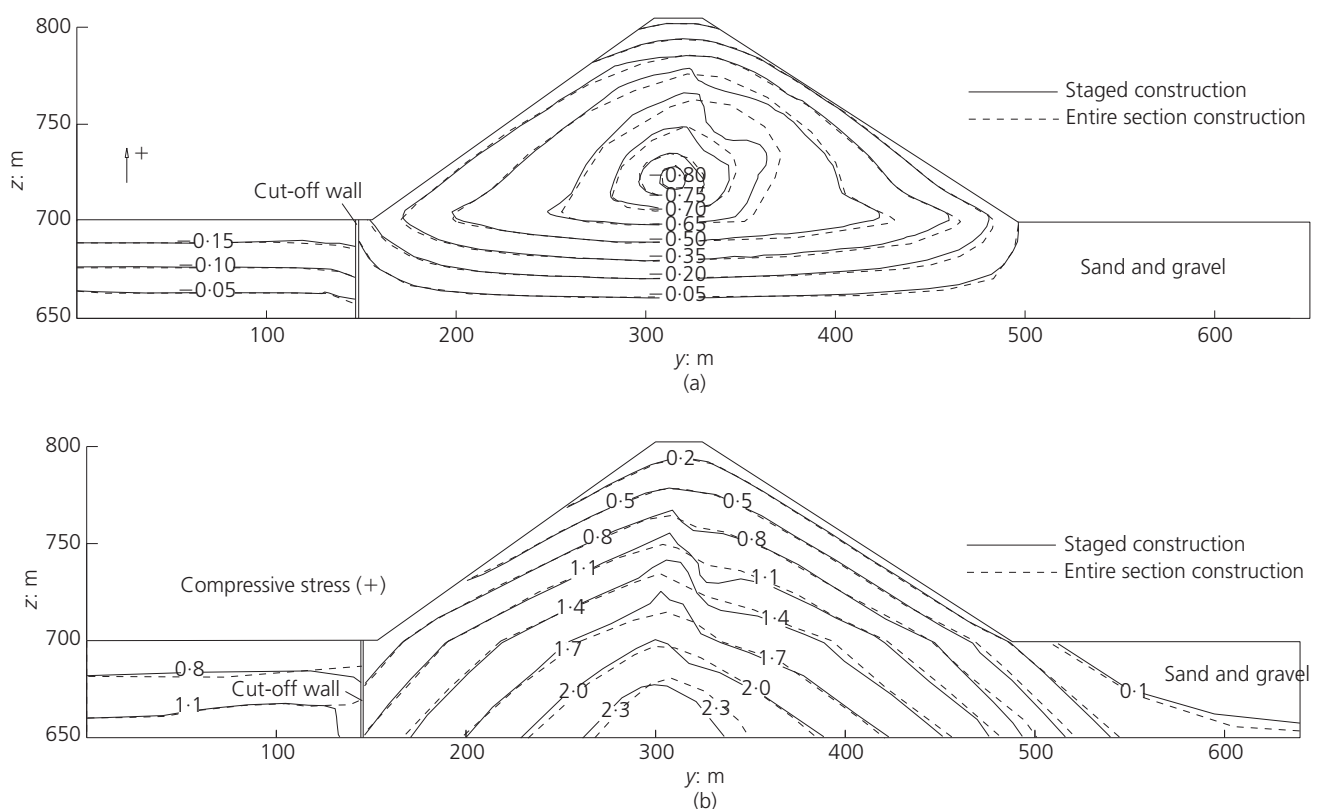 800
750
700
650
z: m
+
Cut-off wall
Staged construction
Entire section construction
–0·80
–0·75
–0·70
–0·65
–0·50
–0·35
–0·20
–0·05
–0·15
–0·10
–0·05
Sand and gravel
100 200 300 400 500 600
y: m
(a)
800
750
700
650
z: m
Compressive stress (+)
Staged construction
Entire section construction
0·2
0·5 0·5
0·8 0·8
1·1 1·1
1·4 1·4
1·7 1·7
2·0 2·0
2·3 2·3
0·8
Cut-off wall
1·1
Sand and gravel
0·1
100 200 300 400 500 600
y: m
(b)